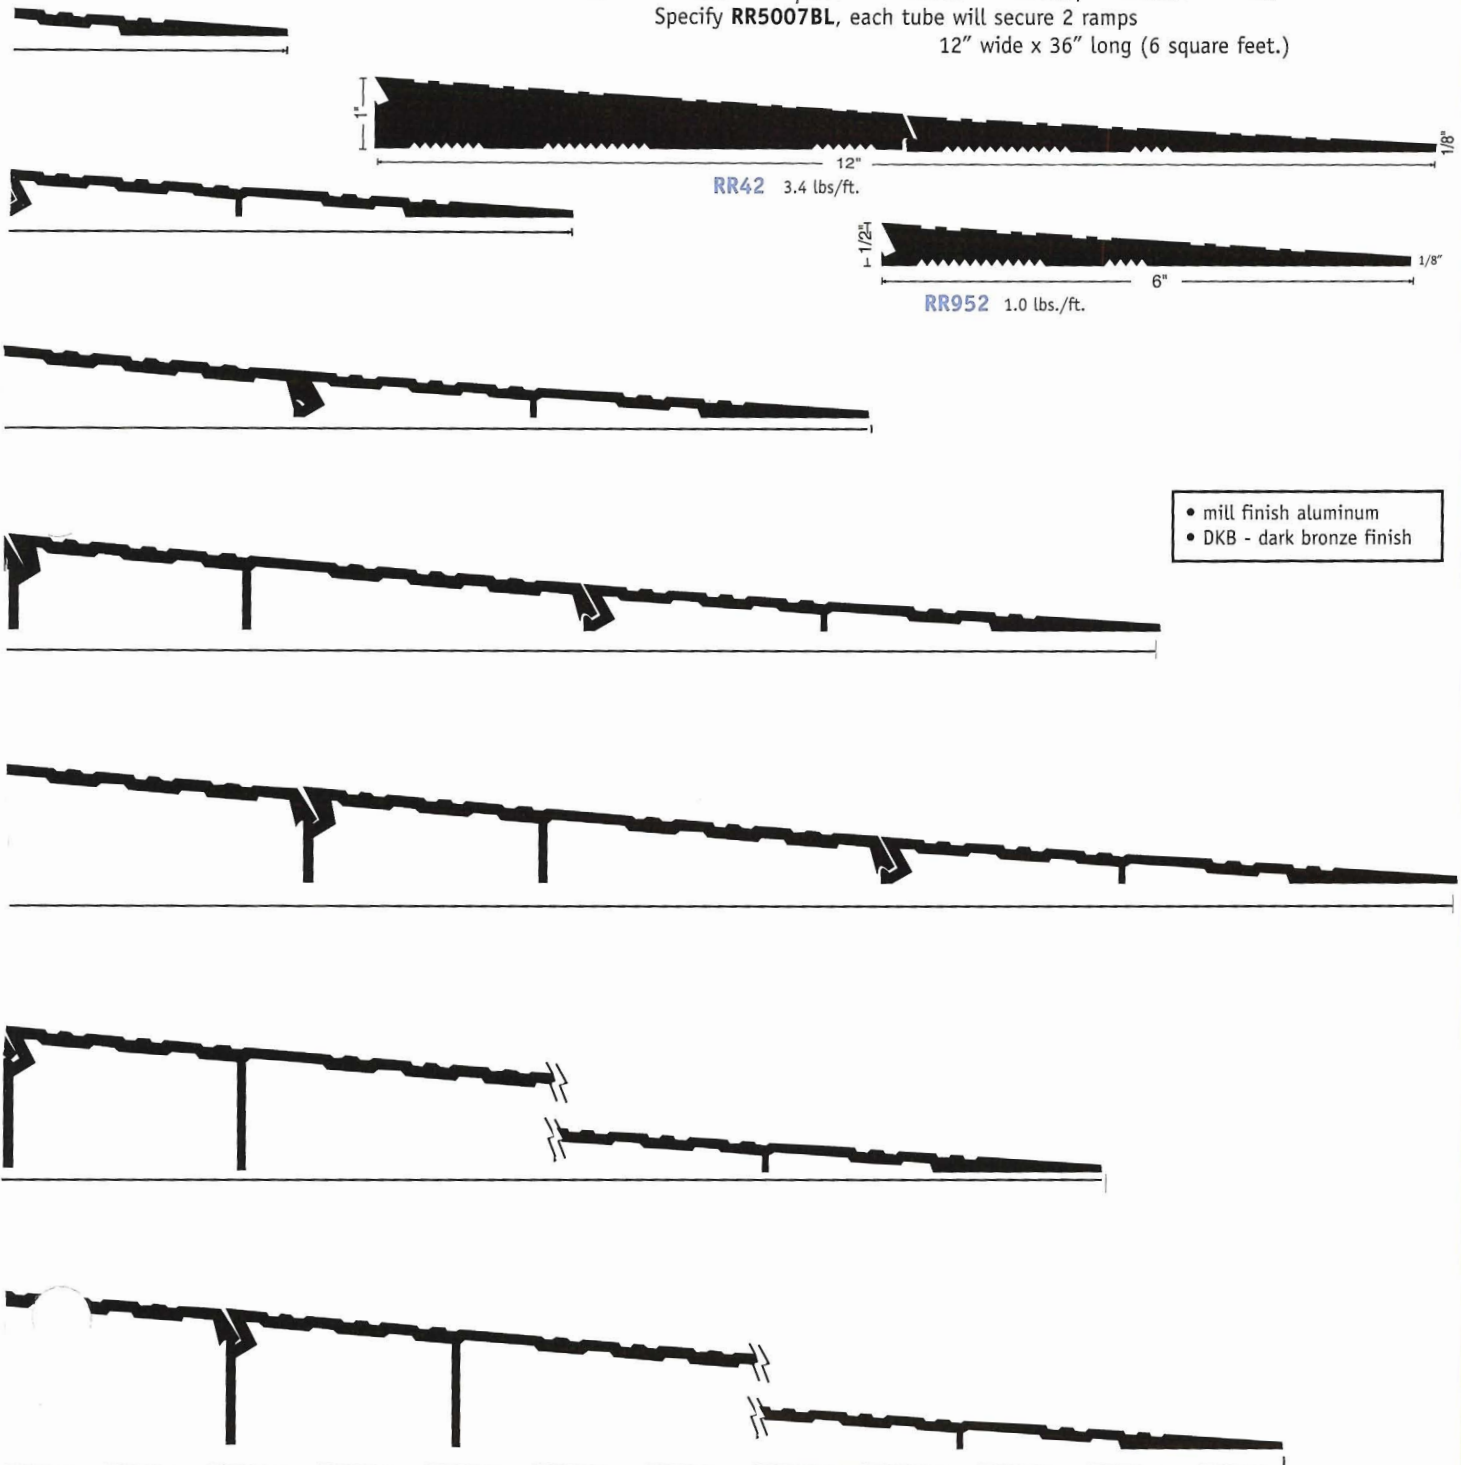 Specify RR5007BL, each tube will secure 2 ramps
12" wide x 36" long (6 square feet.)
1"
1/8"
12"
RR42 3.4 lbs/ft.
1/2"
1/8"
6"
RR952 1.0 lbs./ft.
• mill finish aluminum
• DKB - dark bronze finish